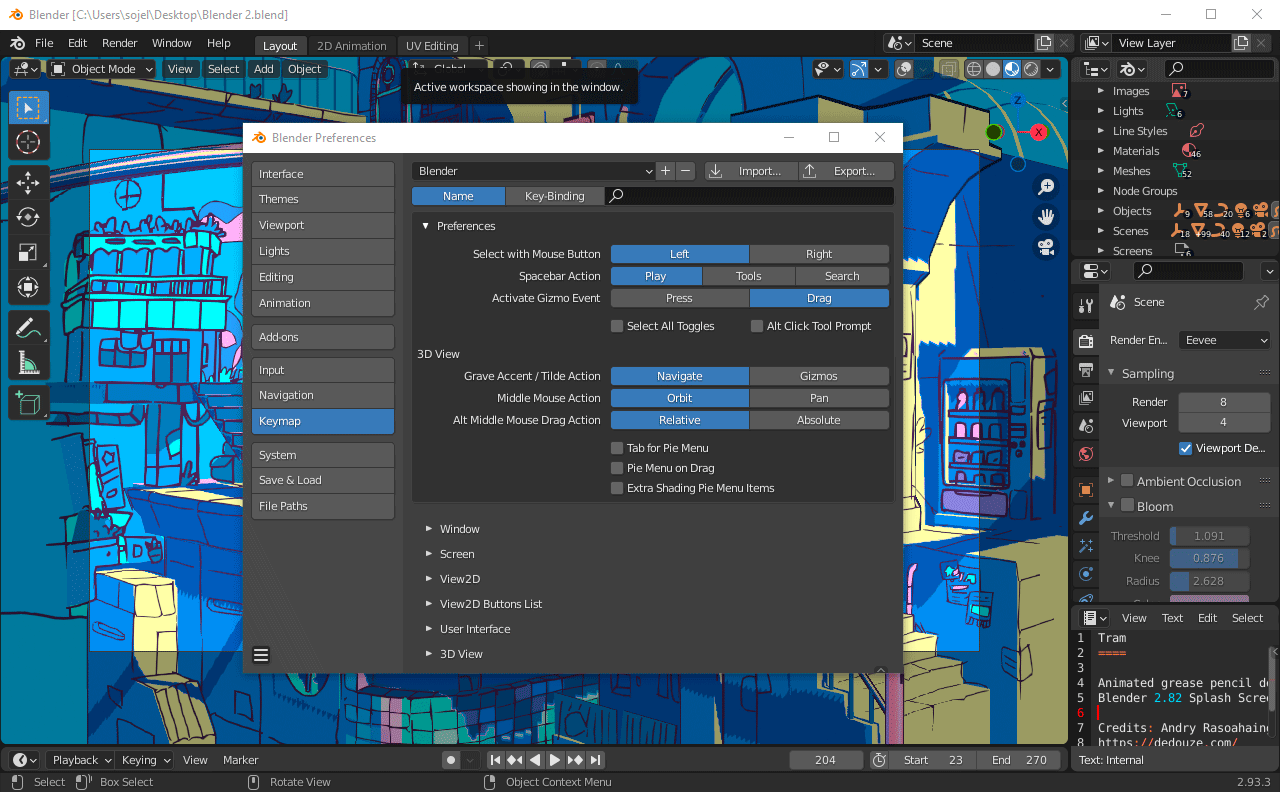 Blender [C:\Users\sojel\Desktop\Blender 2.blend]
File Edit Render Window Help Layout 2D Animation UV Editing + Scene View Layer
Object Mode View Select Add Object Global
Active workspace showing in the window.
Z
X
Images 7
Lights 6
Line Styles
Materials 46
Meshes 52
Node Groups
Objects 9 58 20 6
Scenes 18 +99 40 12 2
Screens 6
Blender Preferences
Interface
Themes
Viewport
Lights
Editing
Animation
Add-ons
Input
Navigation
Keymap
System
Save & Load
File Paths
Blender + − Import... Export...
Name Key-Binding
Preferences
Select with Mouse Button Left Right
Spacebar Action Play Tools Search
Activate Gizmo Event Press Drag
Select All Toggles Alt Click Tool Prompt
3D View
Grave Accent / Tilde Action Navigate Gizmos
Middle Mouse Action Orbit Pan
Alt Middle Mouse Drag Action Relative Absolute
Tab for Pie Menu
Pie Menu on Drag
Extra Shading Pie Menu Items
Window
Screen
View2D
View2D Buttons List
User Interface
3D View
Scene
Render En... Eevee
Sampling
Render 8
Viewport 4
Viewport De...
Ambient Occlusion
Bloom
Threshold 1.091
Knee 0.876
Radius 2.628
View Text Edit Select
1 Tram
2 ====
3
4 Animated grease pencil de
5 Blender 2.82 Splash Scree
6
7 Credits: Andry Rasoahaing
8 https://dedouze.com/
Text: Internal
Playback Keying View Marker 204 Start 23 End 270
Select Box Select Rotate View Object Context Menu 2.93.3